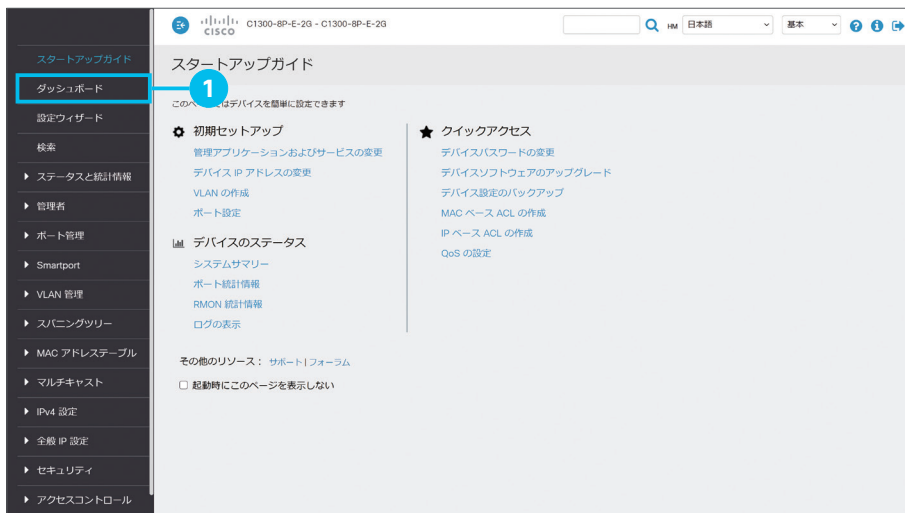 CISCO
C1300-8P-E-2G - C1300-8P-E-2G
HM
日本語
基本
スタートアップガイド
ダッシュボード
設定ウィザード
検索
ステータスと統計情報
管理者
ポート管理
Smartport
VLAN 管理
スパニングツリー
MAC アドレステーブル
マルチキャスト
IPv4 設定
全般 IP 設定
セキュリティ
アクセスコントロール
1
スタートアップガイド
このペ はデバイスを簡単に設定できます
初期セットアップ
管理アプリケーションおよびサービスの変更
デバイス IP アドレスの変更
VLAN の作成
ポート設定
デバイスのステータス
システムサマリー
ポート統計情報
RMON 統計情報
ログの表示
クイックアクセス
デバイスパスワードの変更
デバイスソフトウェアのアップグレード
デバイス設定のバックアップ
MAC ベース ACL の作成
IP ベース ACL の作成
QoS の設定
その他のリソース： サポート | フォーラム
起動時にこのページを表示しない